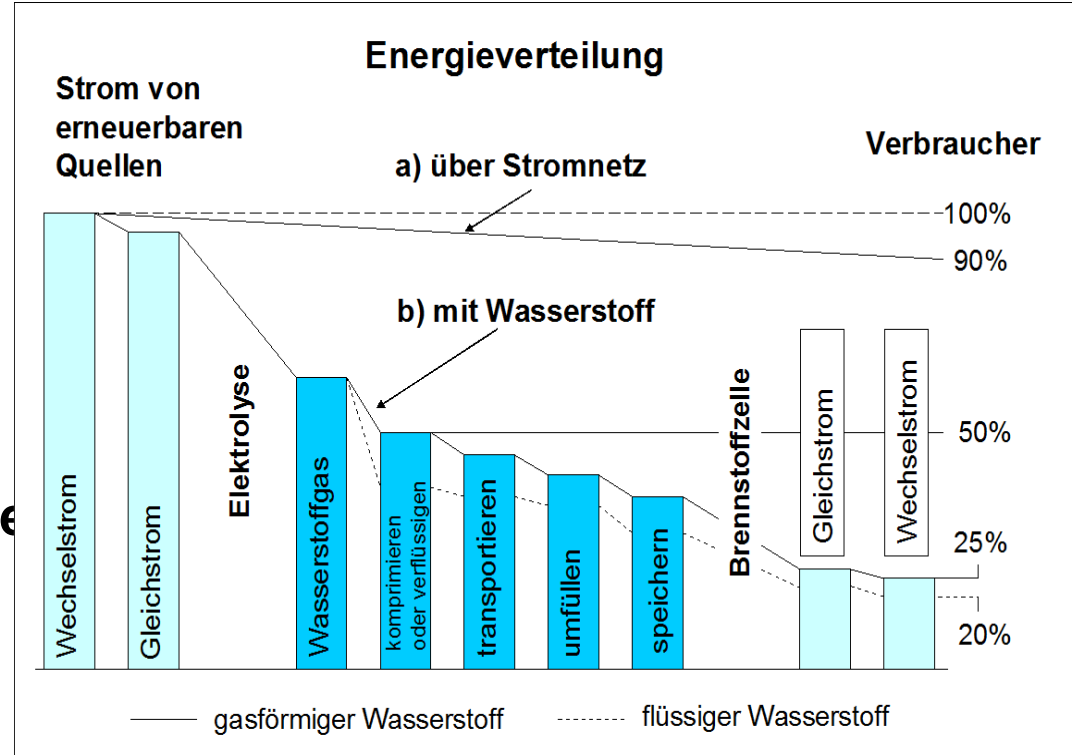 Energieverteilung
Strom von
erneuerbaren
Quellen
Verbraucher
a) über Stromnetz
100%
90%
b) mit Wasserstoff
50%
25%
20%
Wechselstrom
Gleichstrom
Elektrolyse
Wasserstoffgas
komprimieren
oder verflüssigen
transportieren
umfüllen
speichern
Brennstoffzelle
Gleichstrom
Wechselstrom
e
gasförmiger Wasserstoff
flüssiger Wasserstoff